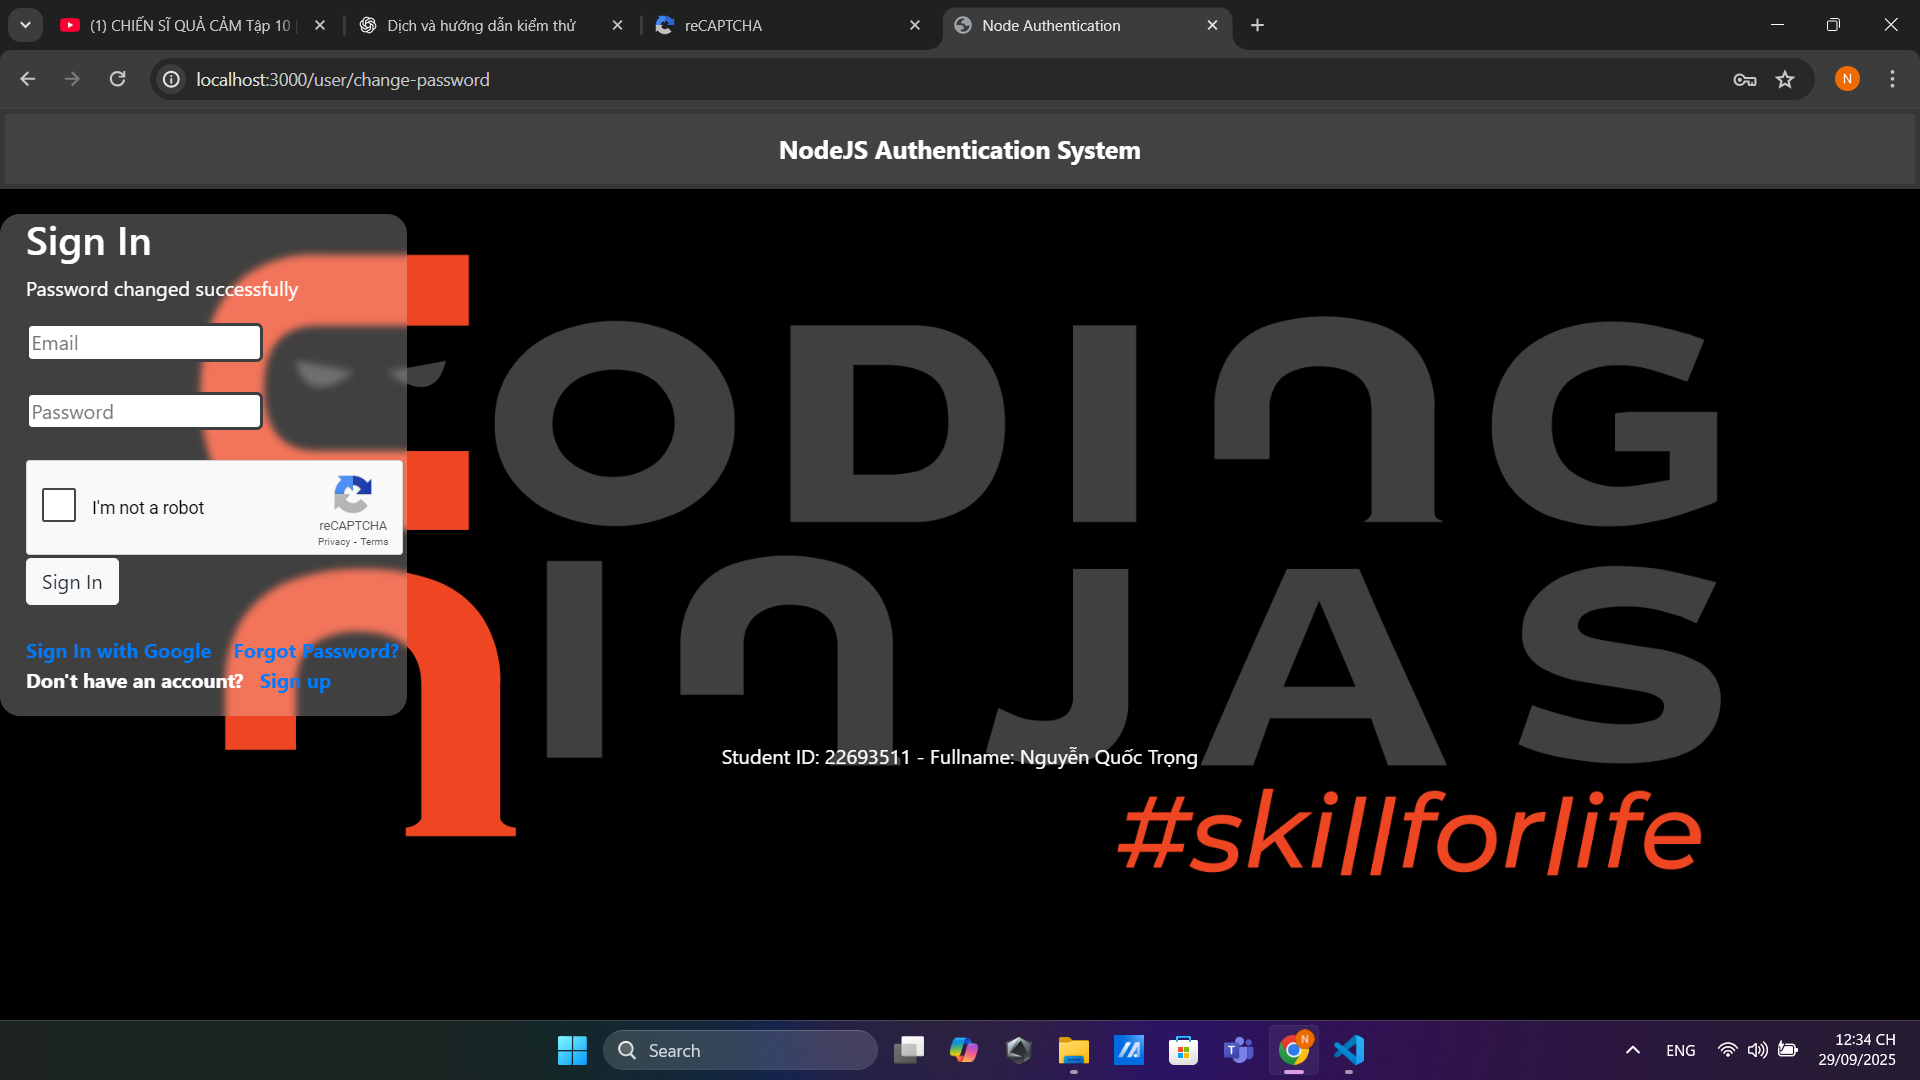 (1) CHIẾN SĨ QUẢ CẢM Tập 10
Dịch và hướng dẫn kiểm thử
reCAPTCHA
Node Authentication
localhost:3000/user/change-password
N
NodeJS Authentication System
Sign In
Password changed successfully
Email
Password
I'm not a robot
reCAPTCHA
Privacy - Terms
Sign In
Sign In with Google Forgot Password?
Don't have an account? Sign up
CODING
NINJAS
Student ID: 22693511 - Fullname: Nguyễn Quốc Trọng
#skillforlife
Search
N
ENG
12:34 CH
29/09/2025